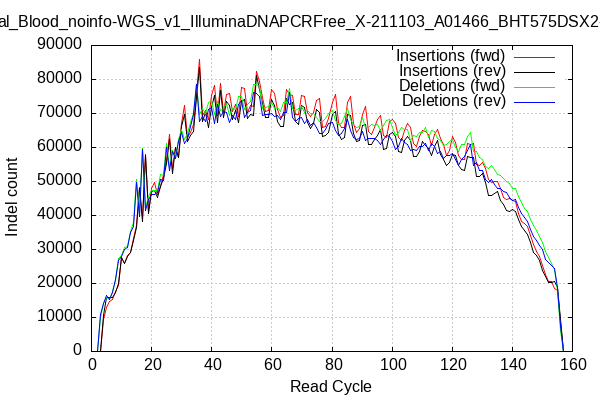 al_Blood_noinfo-WGS_v1_IlluminaDNAPCRFree_X-211103_A01466_BHT575DSX2
Insertions (fwd)
Insertions (rev)
Deletions (fwd)
Deletions (rev)
Indel count
90000
80000
70000
60000
50000
40000
30000
20000
10000
0
0 20 40 60 80 100 120 140 160
Read Cycle